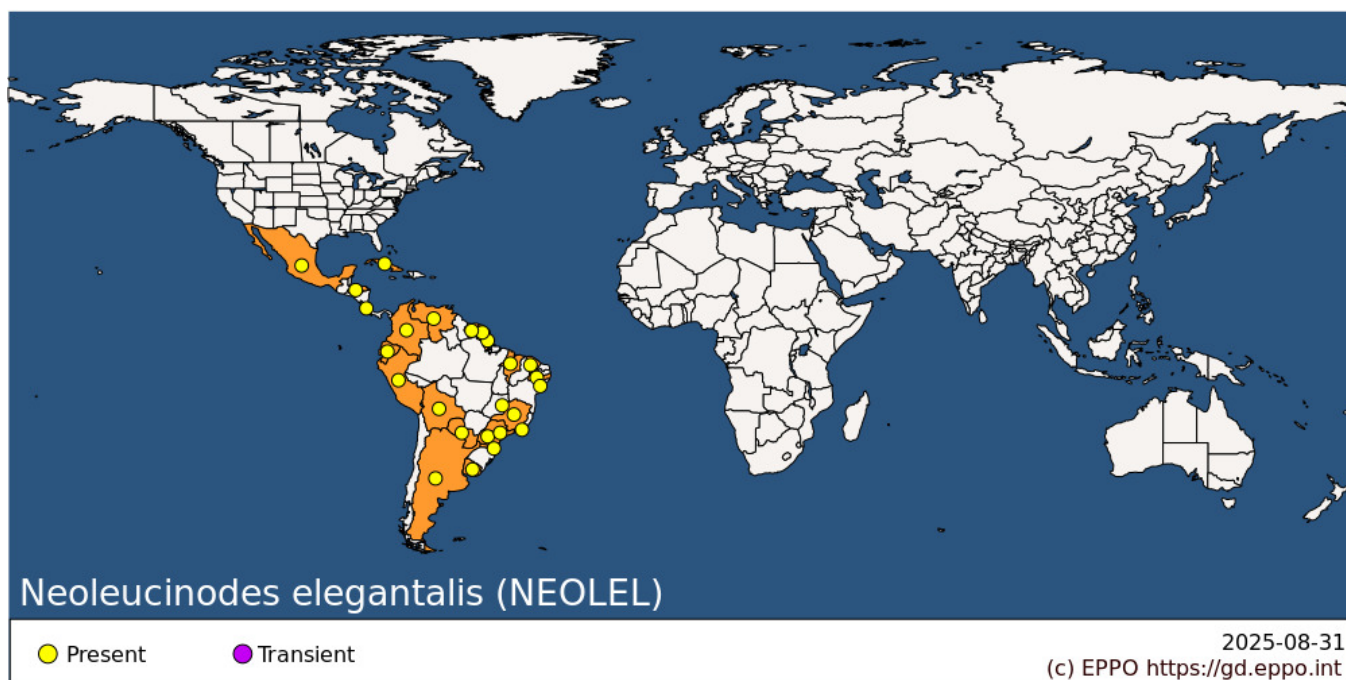 Neoleucinodes elegantalis (NEOLEL)
Present
Transient
2025-08-31
(c) EPPO https://gd.eppo.int